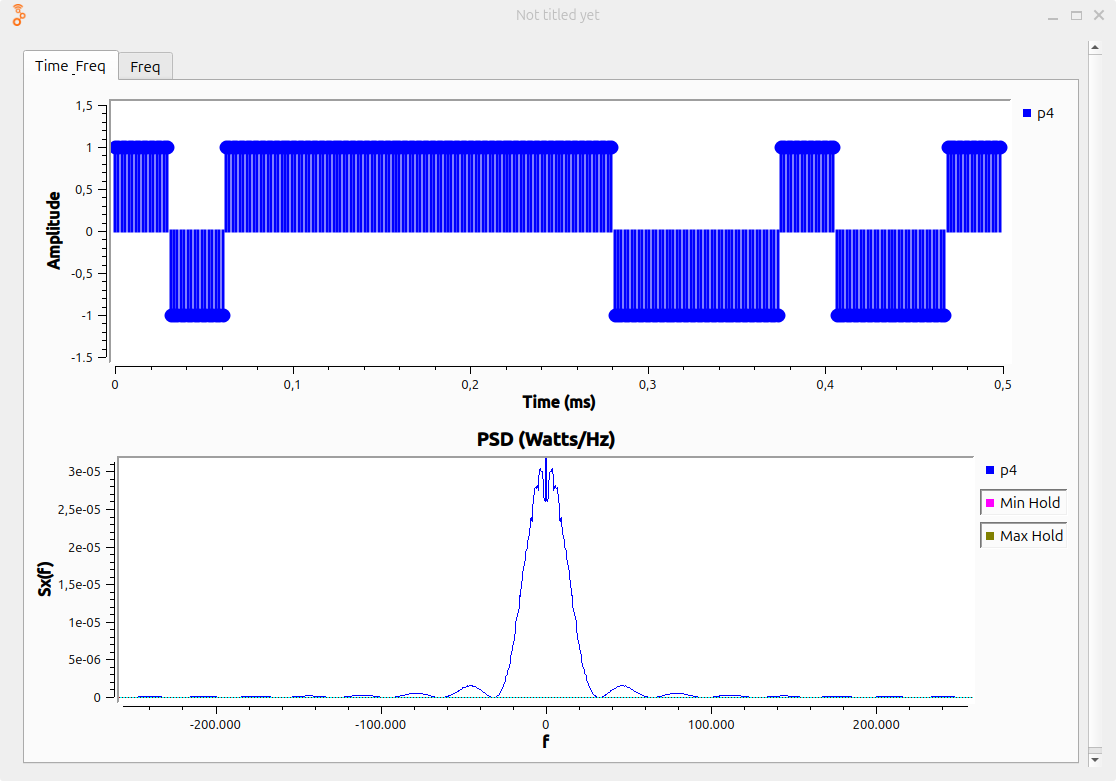 Not titled yet
Time_Freq Freq
1,5
1
0,5
0
-0,5
-1
-1.5
Amplitude
p4
0 0,1 0,2 0,3 0,4 0,5
Time (ms)
PSD (Watts/Hz)
3e-05
2,5e-05
2e-05
1,5e-05
1e-05
5e-06
0
Sx(f)
p4
Min Hold
Max Hold
-200.000 -100.000 0 100.000 200.000
f